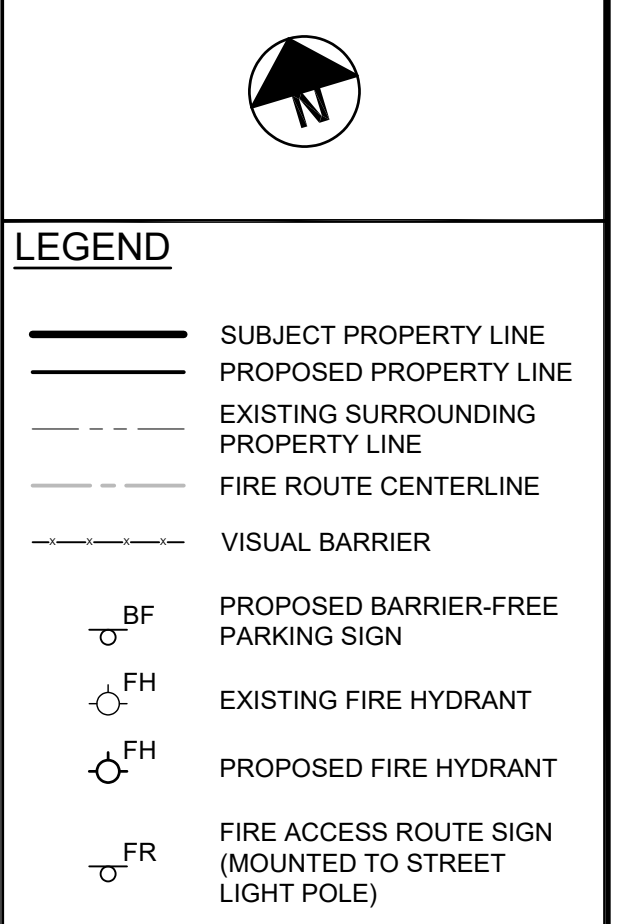 N
LEGEND
SUBJECT PROPERTY LINE
PROPOSED PROPERTY LINE
EXISTING SURROUNDING
PROPERTY LINE
FIRE ROUTE CENTERLINE
x x x x
VISUAL BARRIER
BF
PROPOSED BARRIER-FREE
PARKING SIGN
FH
EXISTING FIRE HYDRANT
FH
PROPOSED FIRE HYDRANT
FR
FIRE ACCESS ROUTE SIGN
(MOUNTED TO STREET
LIGHT POLE)